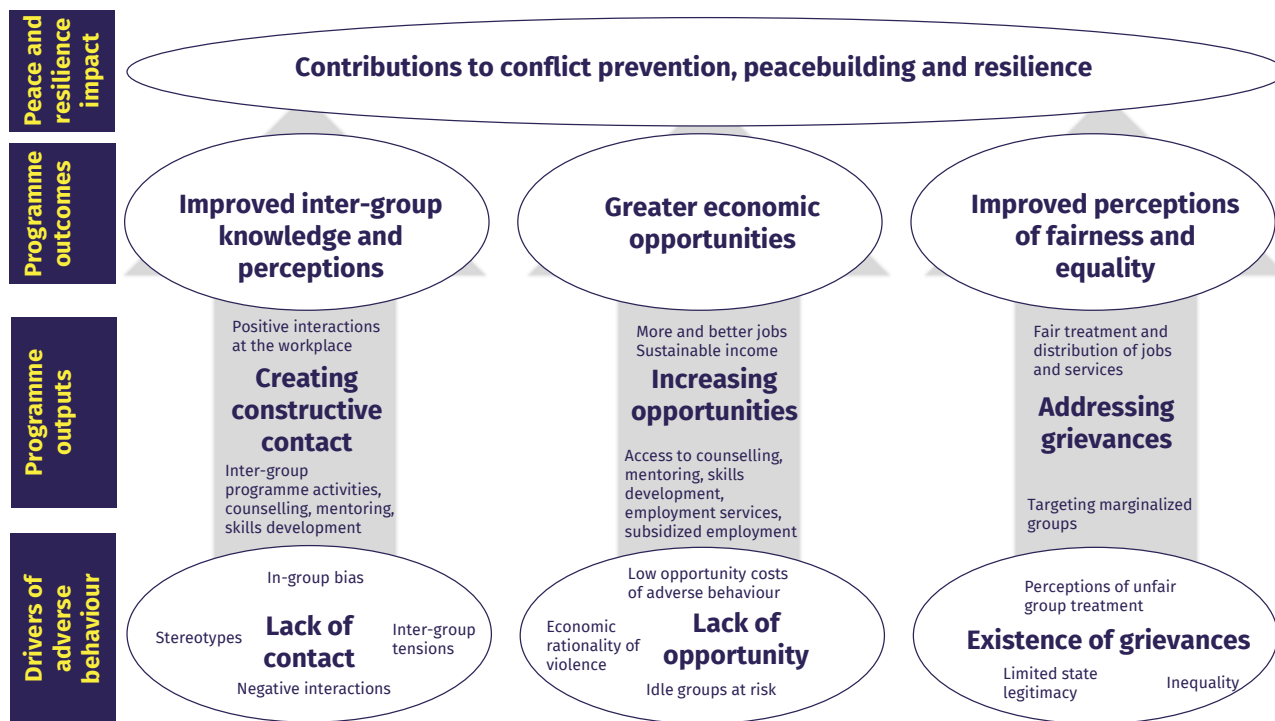 Peace and
resilience
impact
Contributions to conflict prevention, peacebuilding and resilience
Programme
outcomes
Improved inter-group
knowledge and
perceptions
Greater economic
opportunities
Improved perceptions
of fairness and
equality
Programme
outputs
Positive interactions
at the workplace
Creating
constructive
contact
Inter-group
programme activities,
counselling, mentoring,
skills development
More and better jobs
Sustainable income
Increasing
opportunities
Access to counselling,
mentoring, skills
development,
employment services,
subsidized employment
Fair treatment and
distribution of jobs
and services
Addressing
grievances
Targeting marginalized
groups
Drivers of
adverse
behaviour
In-group bias
Stereotypes
Lack of
contact
Inter-group
tensions
Negative interactions
Low opportunity costs
of adverse behaviour
Economic
rationality of
violence
Lack of
opportunity
Idle groups at risk
Perceptions of unfair
group treatment
Existence of grievances
Limited state
legitimacy
Inequality